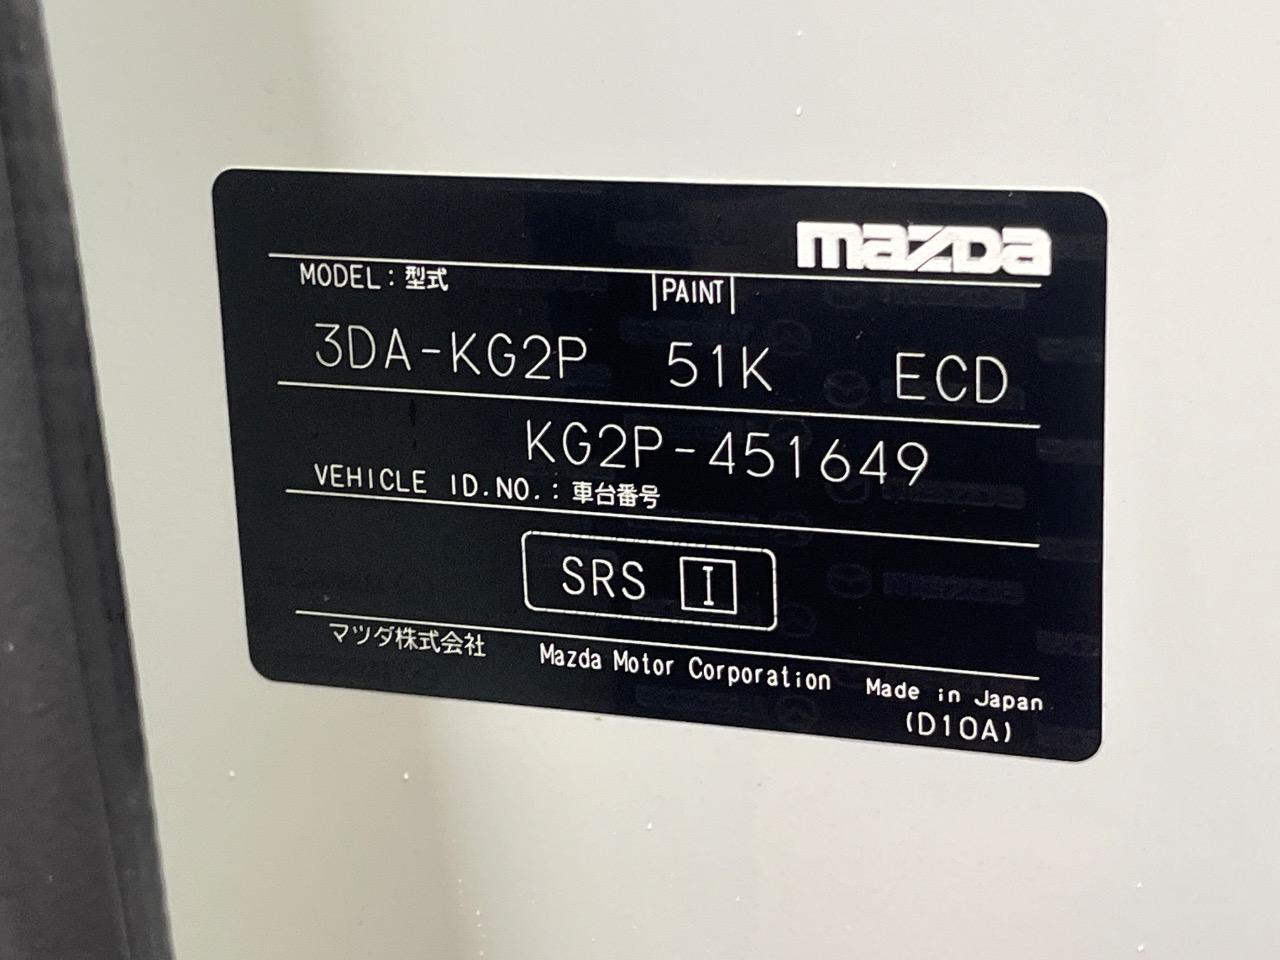 mazda
MODEL : 型式 PAINT
3DA-KG2P 51K ECD
KG2P-451649
VEHICLE ID.NO. : 車台番号
SRS I
マツダ株式会社 Mazda Motor Corporation Made in Japan
(D10A)